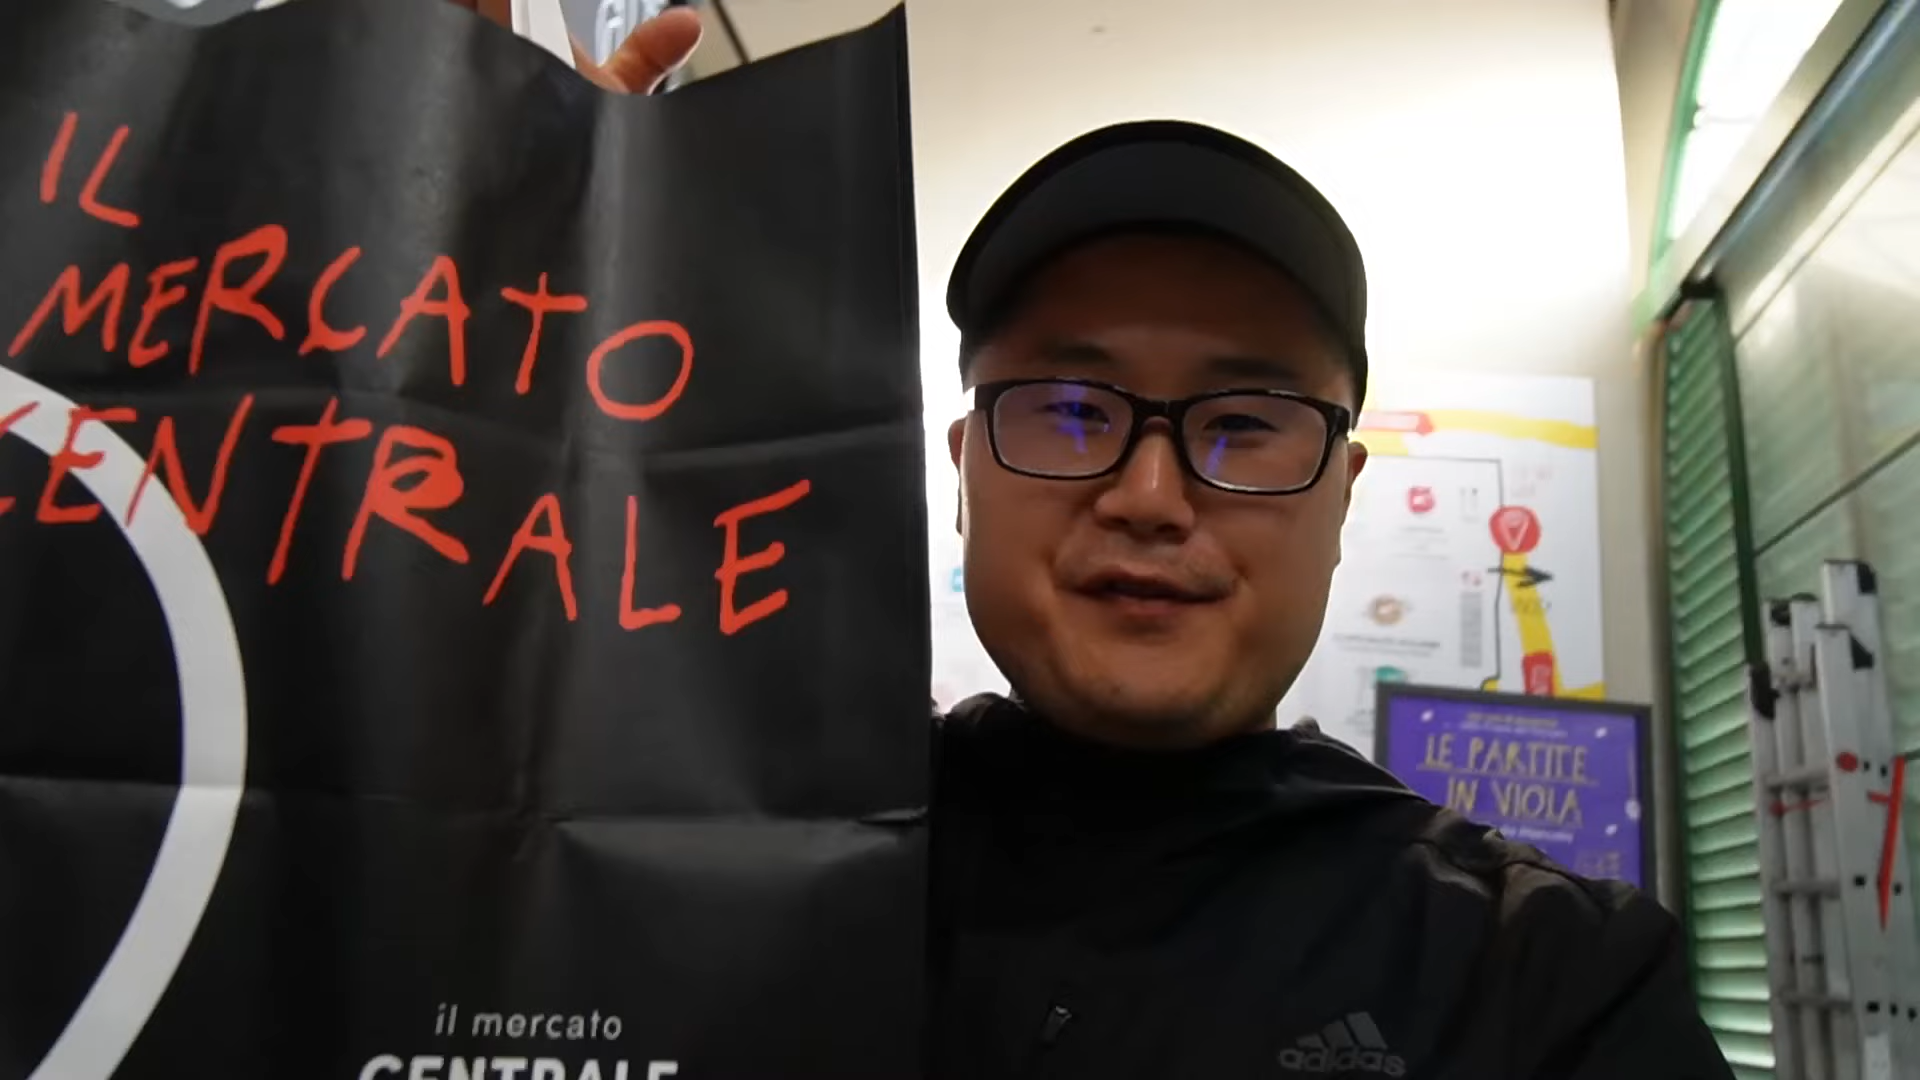 IL
MERCATO
CENTRALE
il mercato
CENTRALE
adidas
LE PARTITE
IN VIOLA